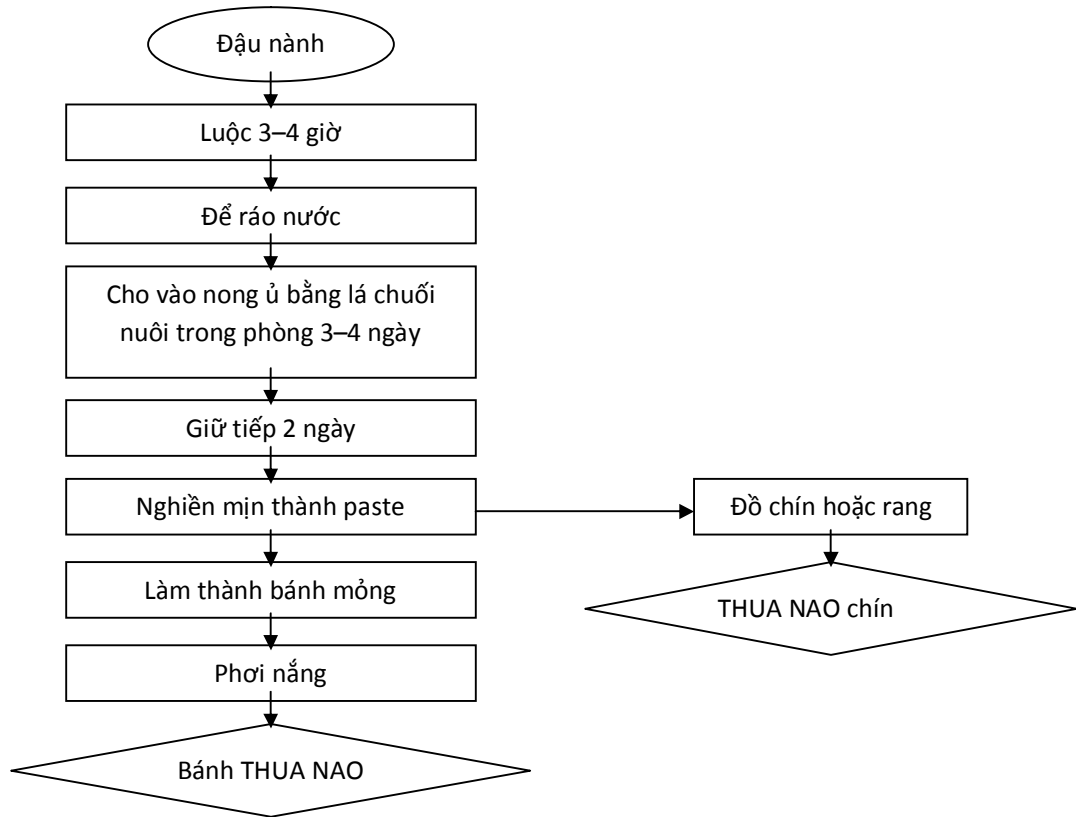 Đậu nành
Luộc 3–4 giờ
Để ráo nước
Cho vào nong ủ bằng lá chuối
nuôi trong phòng 3–4 ngày
Giữ tiếp 2 ngày
Nghiền mịn thành paste
Đồ chín hoặc rang
Làm thành bánh mỏng
THUA NAO chín
Phơi nắng
Bánh THUA NAO